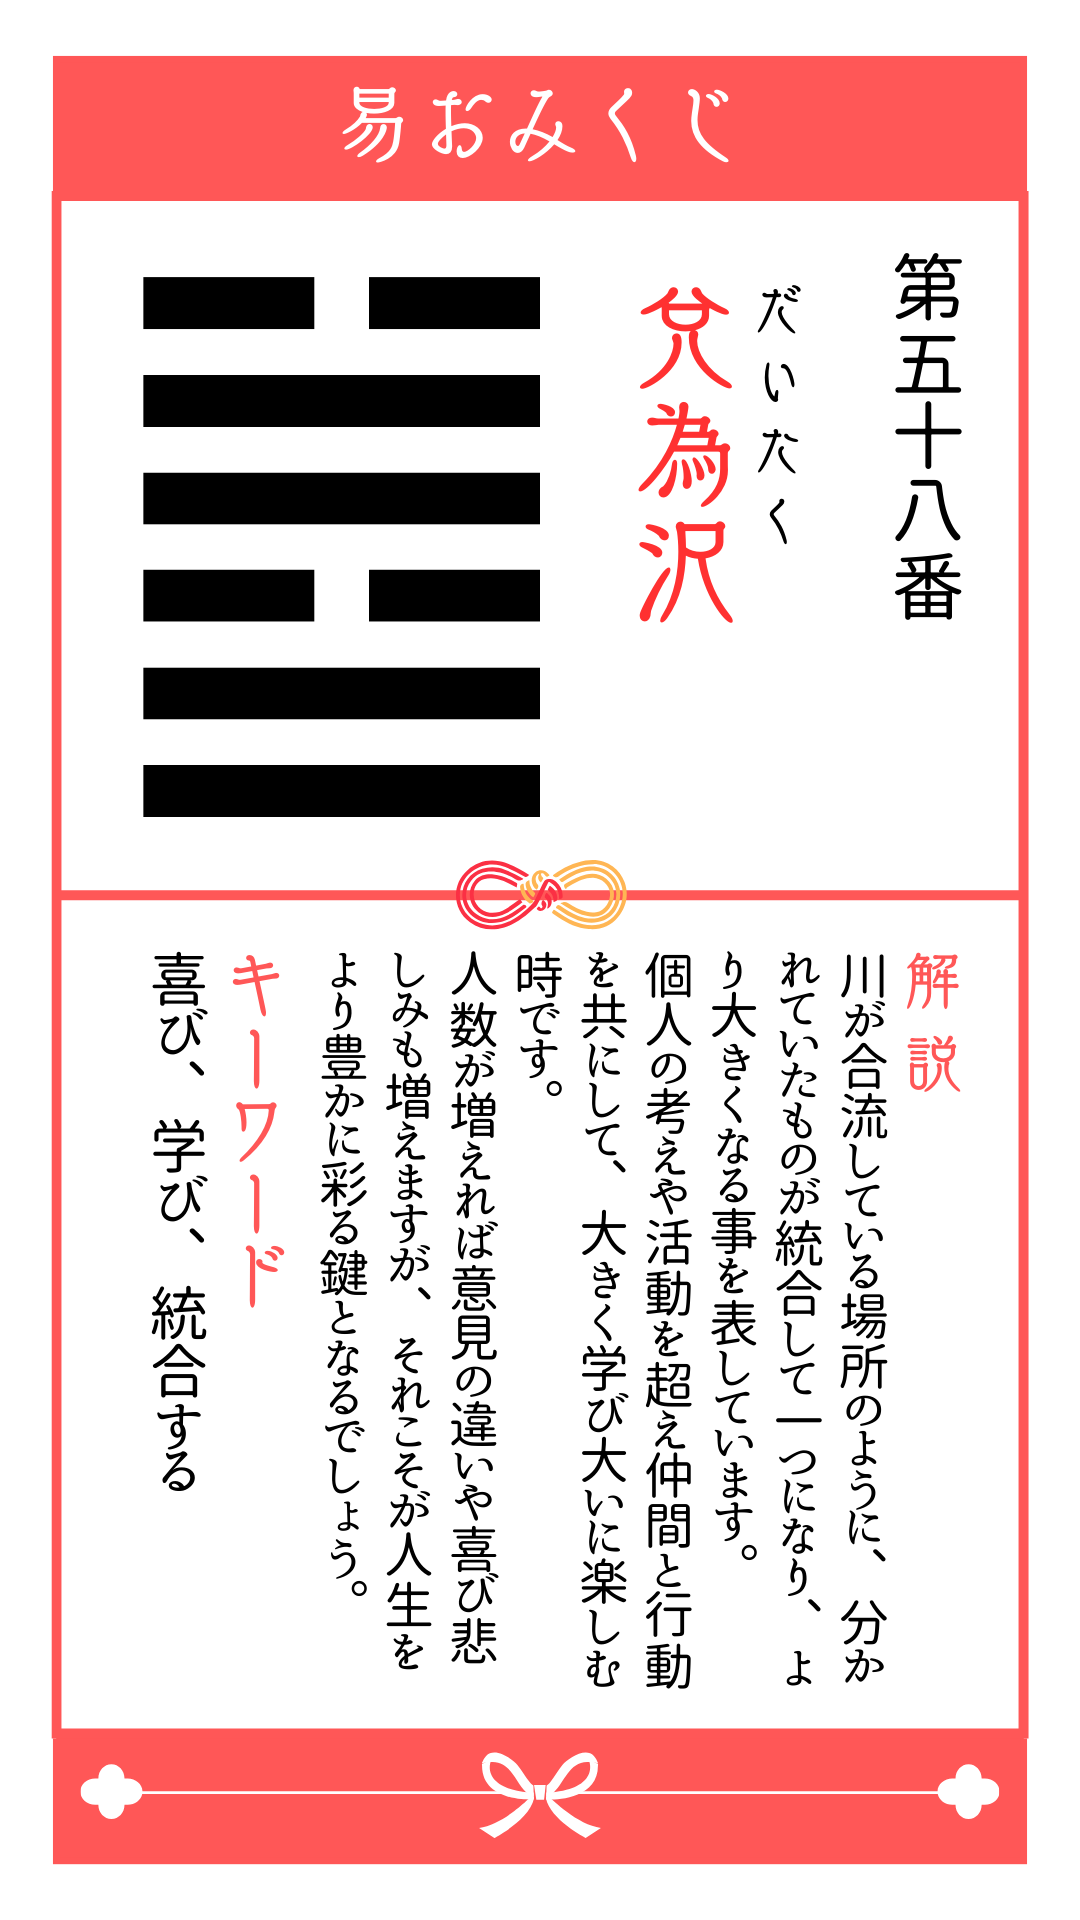 易おみくじ
第五十八番
だいたく
兌為沢
解説
川が合流している場所のように、分か
れていたものが統合して一つになり、よ
り大きくなる事を表しています。
個人の考えや活動を超え仲間と行動
を共にして、大きく学び大いに楽しむ
時です。
人数が増えれば意見の違いや喜び悲
しみも増えますが、それこそが人生を
より豊かに彩る鍵となるでしょう。
キーワード
喜び、学び、統合する